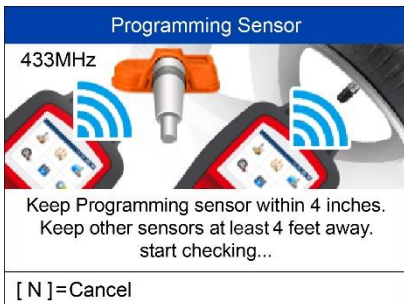 Programming Sensor
433MHz
Keep Programming sensor within 4 inches.
Keep other sensors at least 4 feet away.
start checking...
[ N ]=Cancel